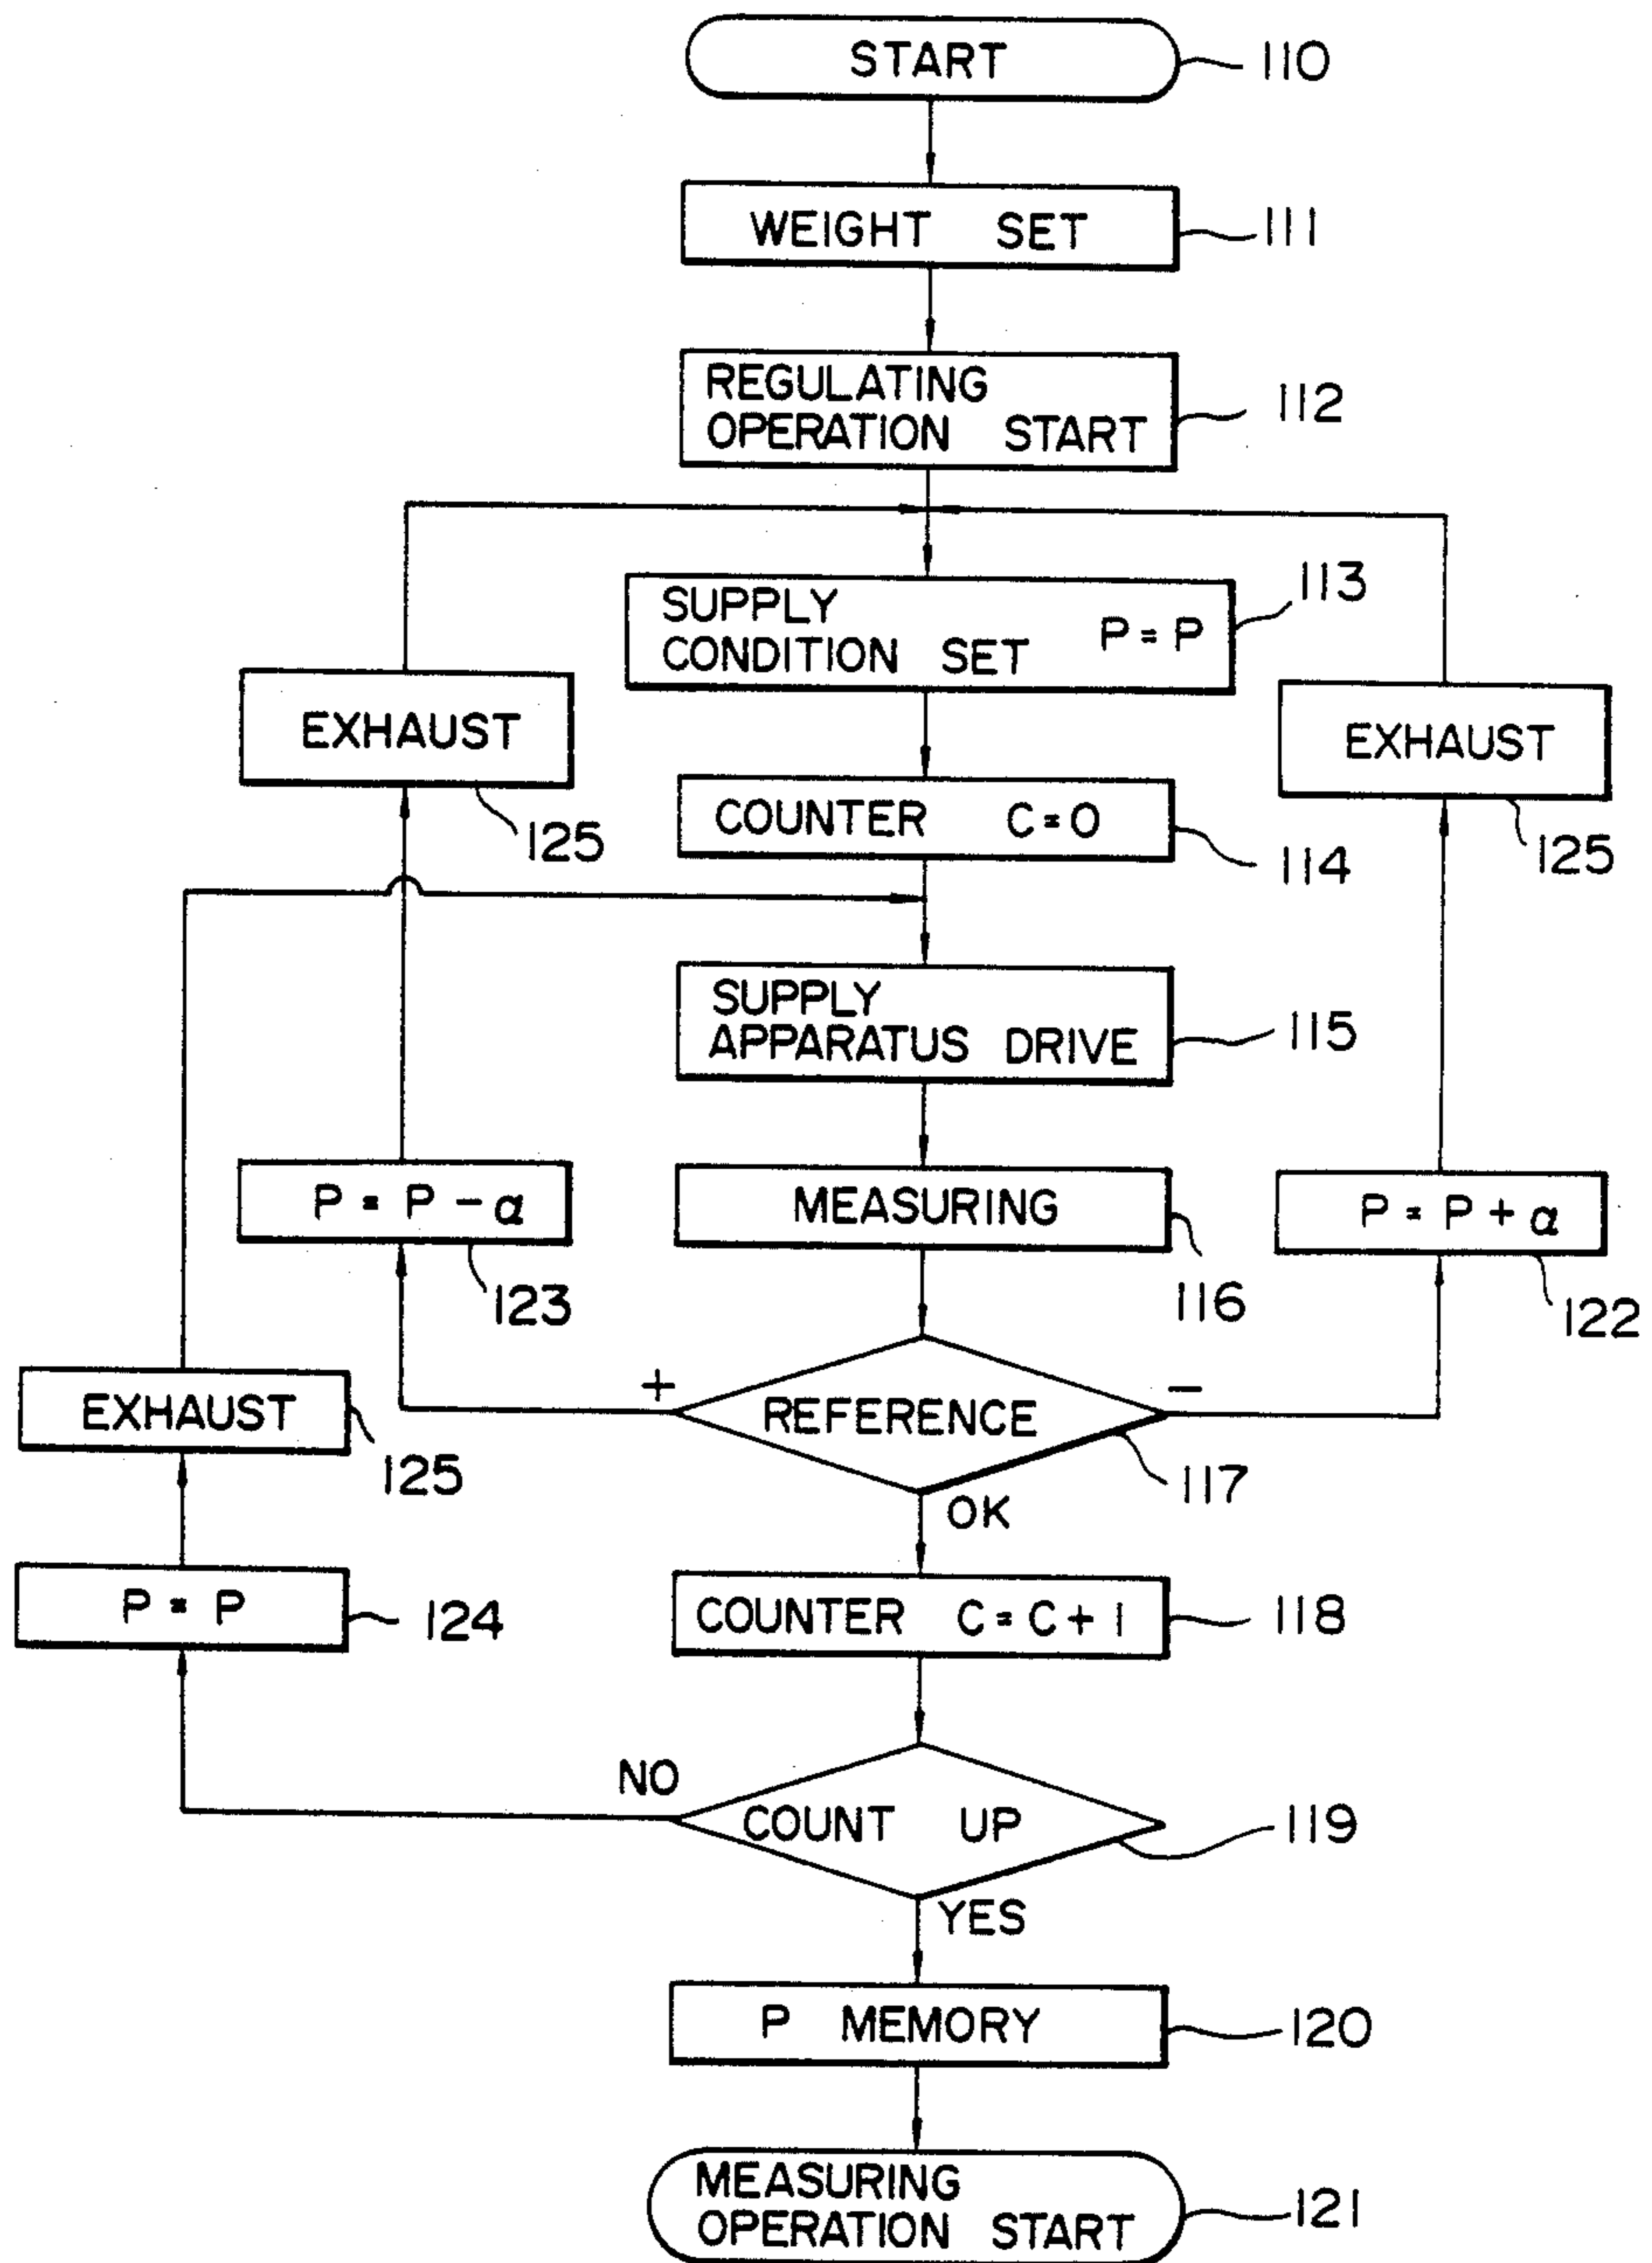 START
110
WEIGHT SET
111
REGULATING
OPERATION START
112
SUPPLY
CONDITION SET P = P
113
EXHAUST
125
EXHAUST
125
COUNTER C = 0
114
SUPPLY
APPARATUS DRIVE
115
P = P - α
123
MEASURING
116
P = P + α
122
+
REFERENCE
-
117
OK
EXHAUST
125
P = P
124
COUNTER C = C + 1
118
NO
COUNT UP
119
YES
P MEMORY
120
MEASURING
OPERATION START
121